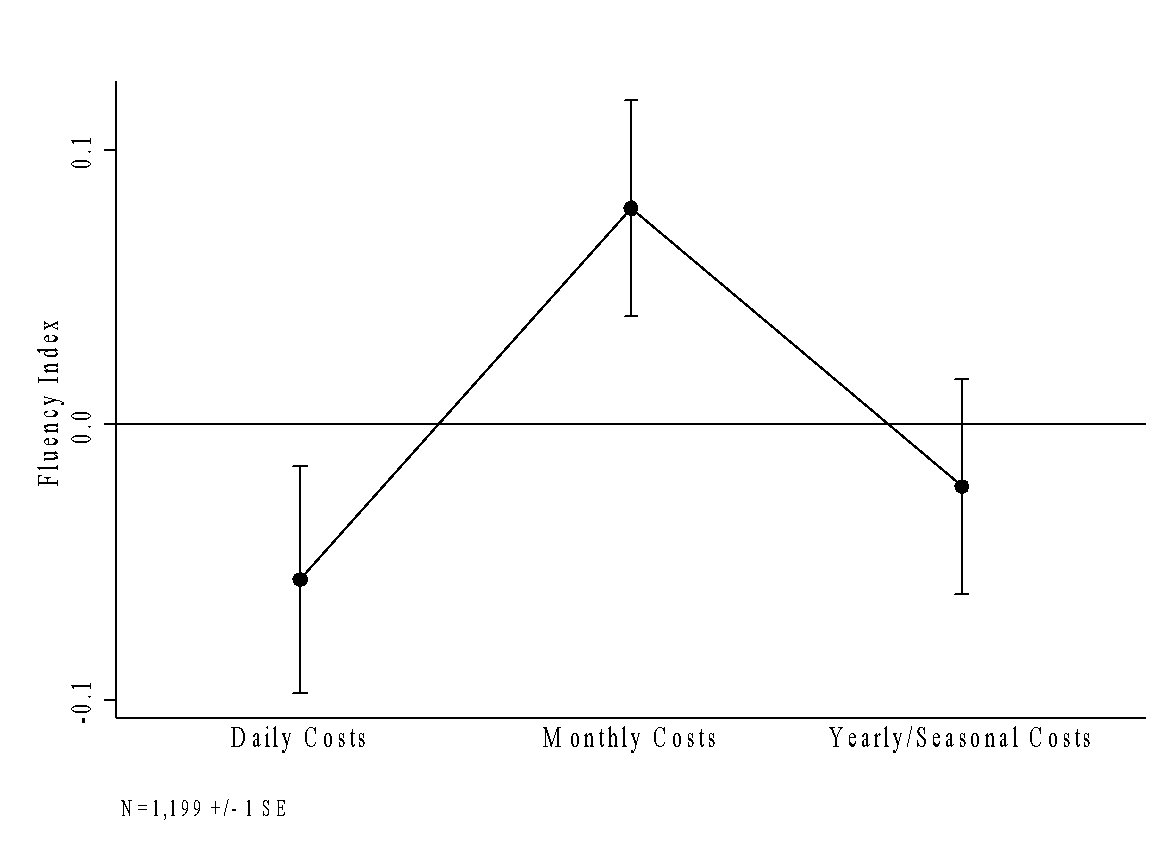 0.1
0.0
-0.1
Fluency Index
Daily Costs
Monthly Costs
Yearly/Seasonal Costs
N=1,199 +/- 1 SE